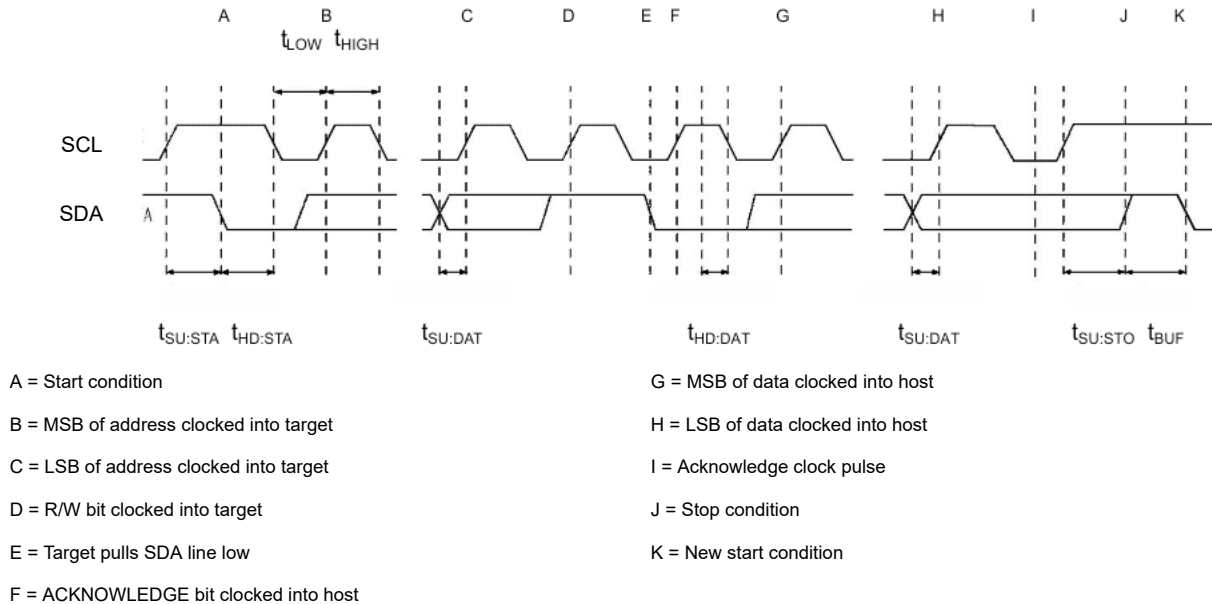 A B C D E F G H I J K
tLOW tHIGH
SCL
SDA
A
tSU:STA tHD:STA tSU:DAT tHD:DAT tSU:DAT tSU:STO tBUF
A = Start condition
B = MSB of address clocked into target
C = LSB of address clocked into target
D = R/W bit clocked into target
E = Target pulls SDA line low
F = ACKNOWLEDGE bit clocked into host
G = MSB of data clocked into host
H = LSB of data clocked into host
I = Acknowledge clock pulse
J = Stop condition
K = New start condition